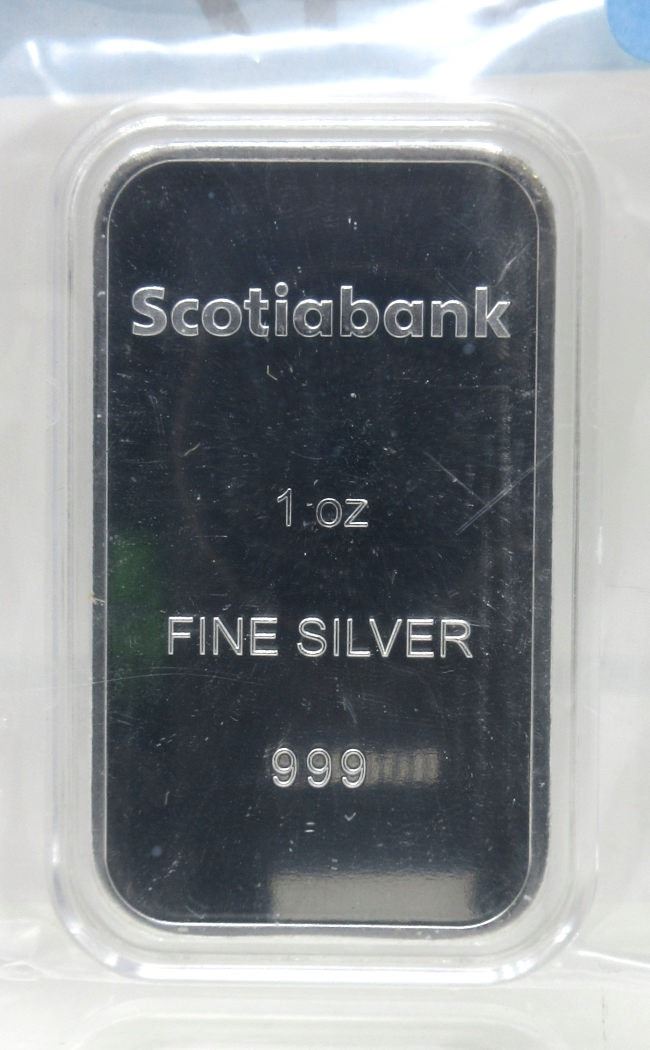 Scotiabank
1 oz
FINE SILVER
999